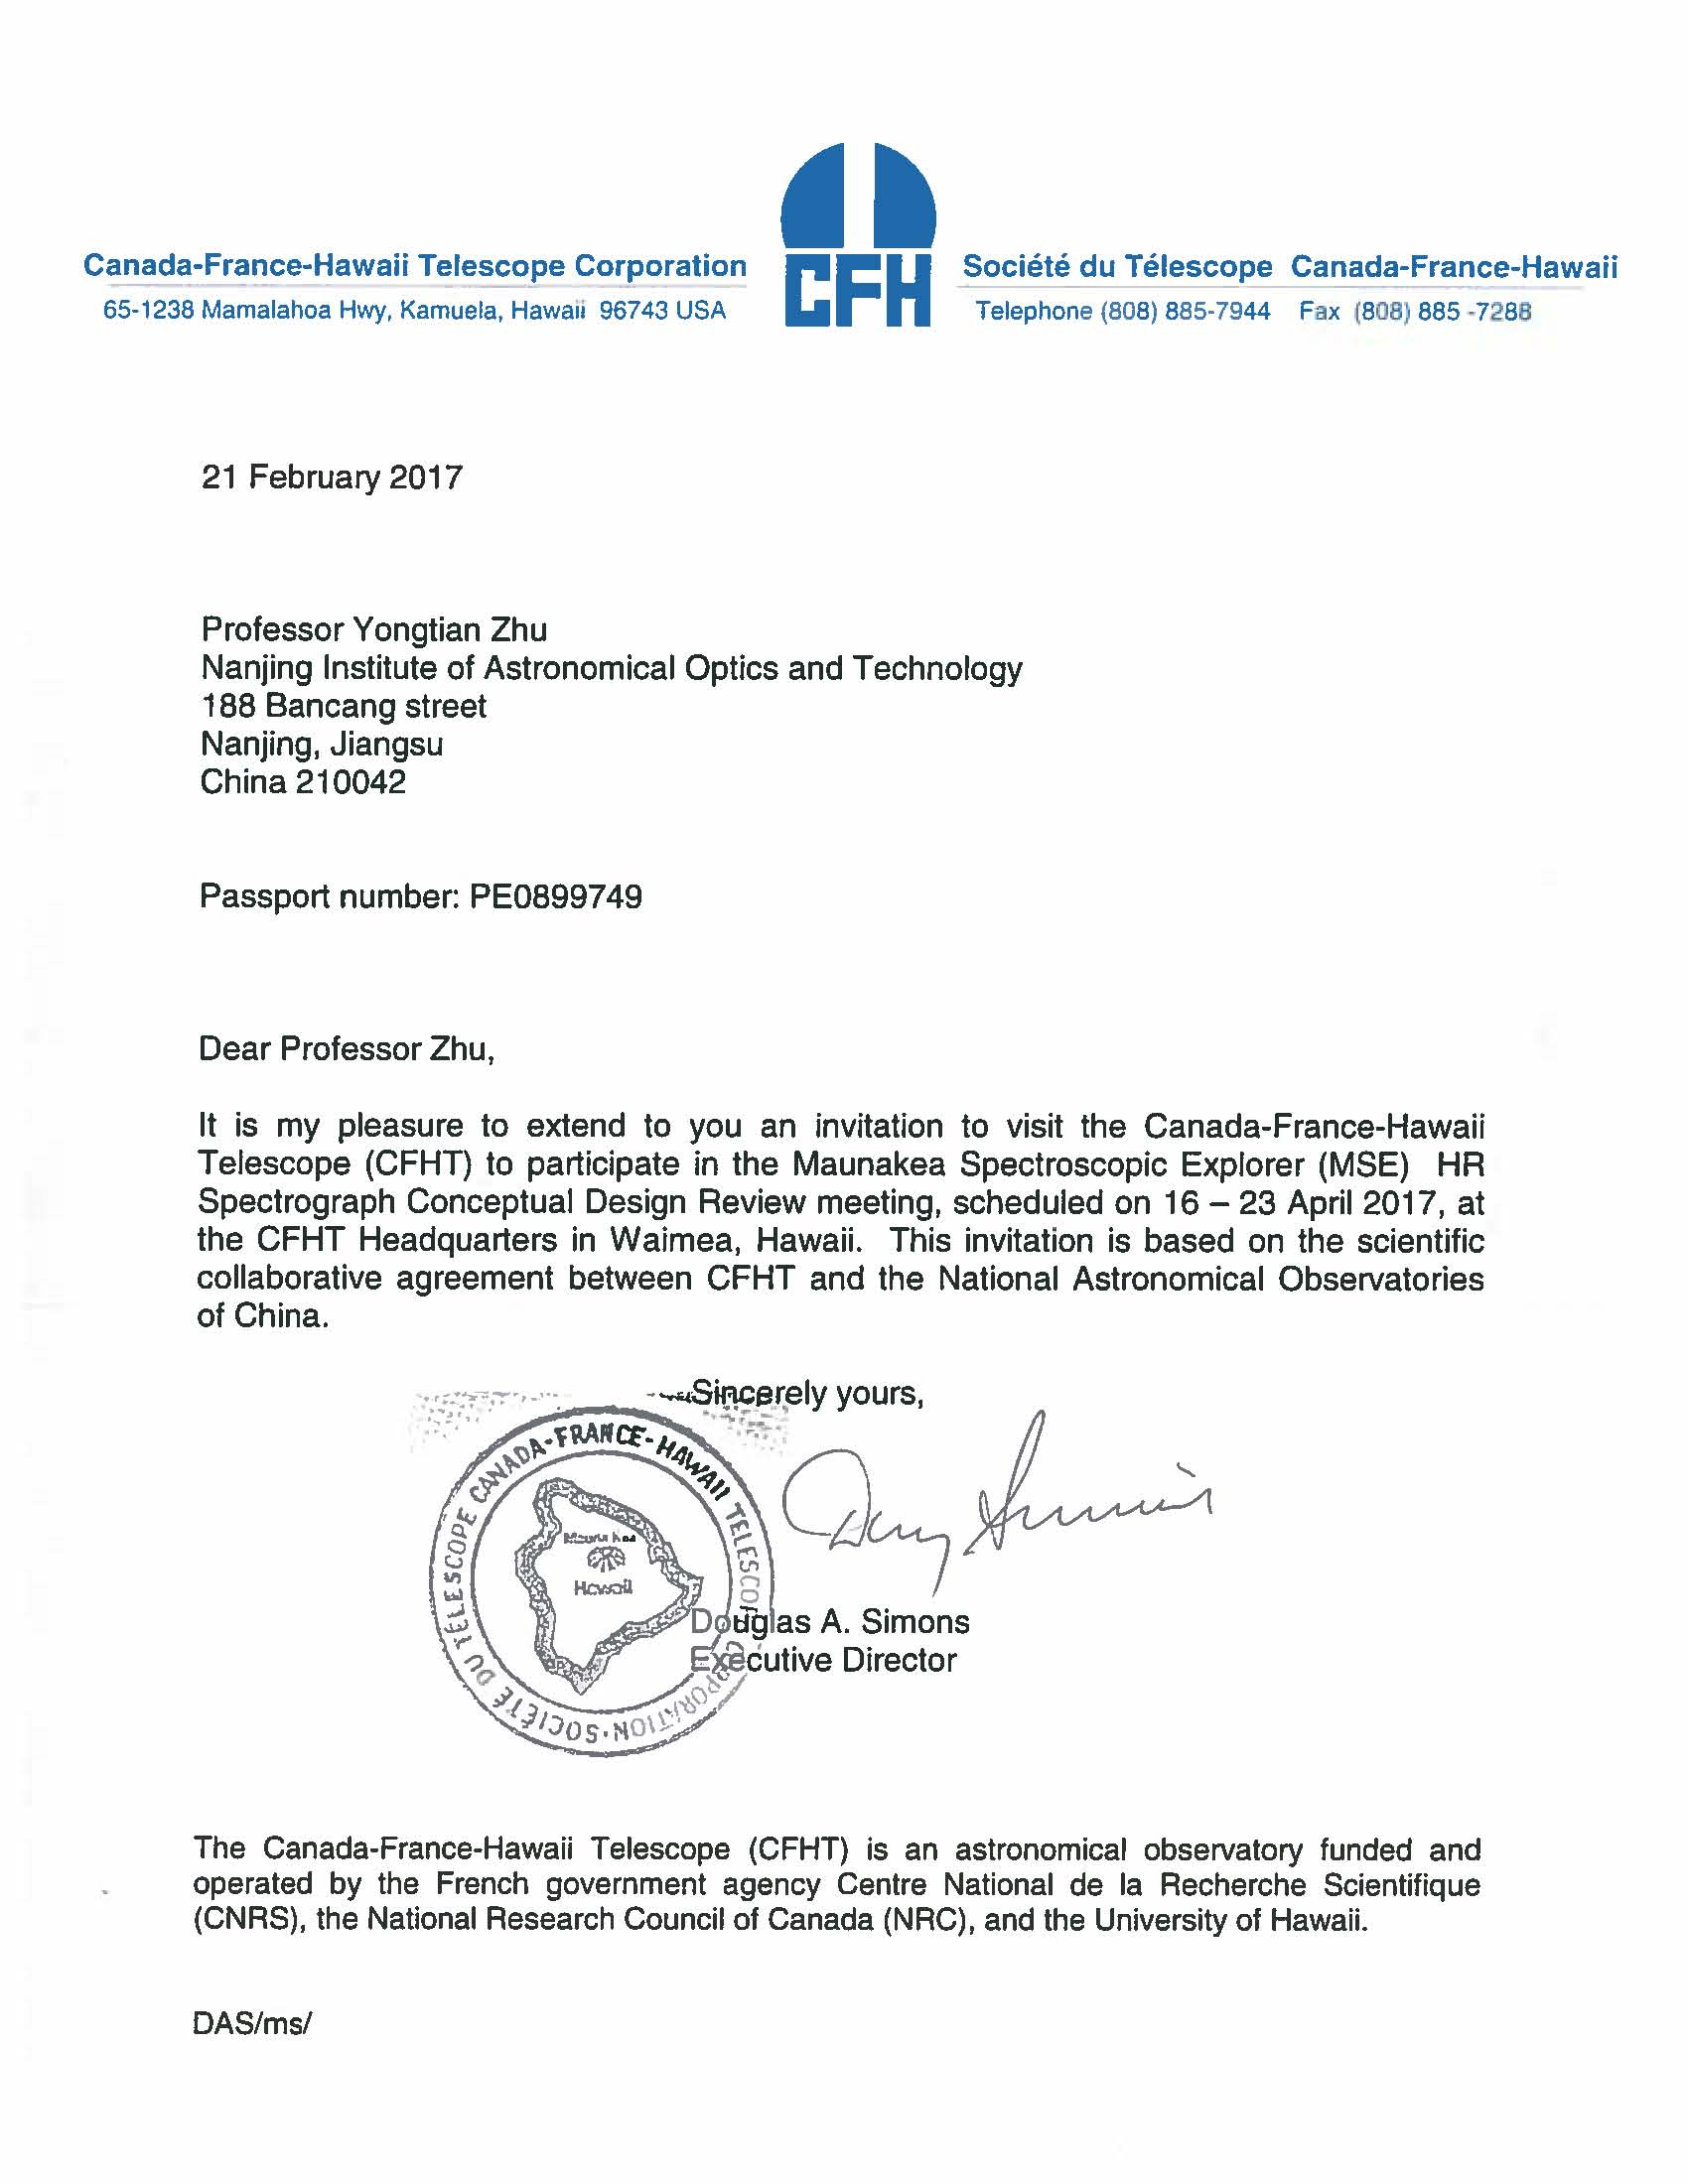 Canada-France-Hawaii Telescope Corporation
65-1238 Mamalahoa Hwy, Kamuela, Hawaii 96743 USA
CFH
Société du Télescope Canada-France-Hawaii
Telephone (808) 885-7944 Fax (808) 885-7288
21 February 2017
Professor Yongtian Zhu
Nanjing Institute of Astronomical Optics and Technology
188 Bancang street
Nanjing, Jiangsu
China 210042
Passport number: PE0899749
Dear Professor Zhu,
It is my pleasure to extend to you an invitation to visit the Canada-France-Hawaii
Telescope (CFHT) to participate in the Maunakea Spectroscopic Explorer (MSE) HR
Spectrograph Conceptual Design Review meeting, scheduled on 16 – 23 April 2017, at
the CFHT Headquarters in Waimea, Hawaii. This invitation is based on the scientific
collaborative agreement between CFHT and the National Astronomical Observatories
of China.
Sincerely yours,
CANADA-FRANCE-HAWAII TELESCOPE CORPORATION·SOCIÉTÉ DU TÉLESCOPE
Mauna Kea
Hawaii
Doug Simons
Douglas A. Simons
Executive Director
The Canada-France-Hawaii Telescope (CFHT) is an astronomical observatory funded and
operated by the French government agency Centre National de la Recherche Scientifique
(CNRS), the National Research Council of Canada (NRC), and the University of Hawaii.
DAS/ms/